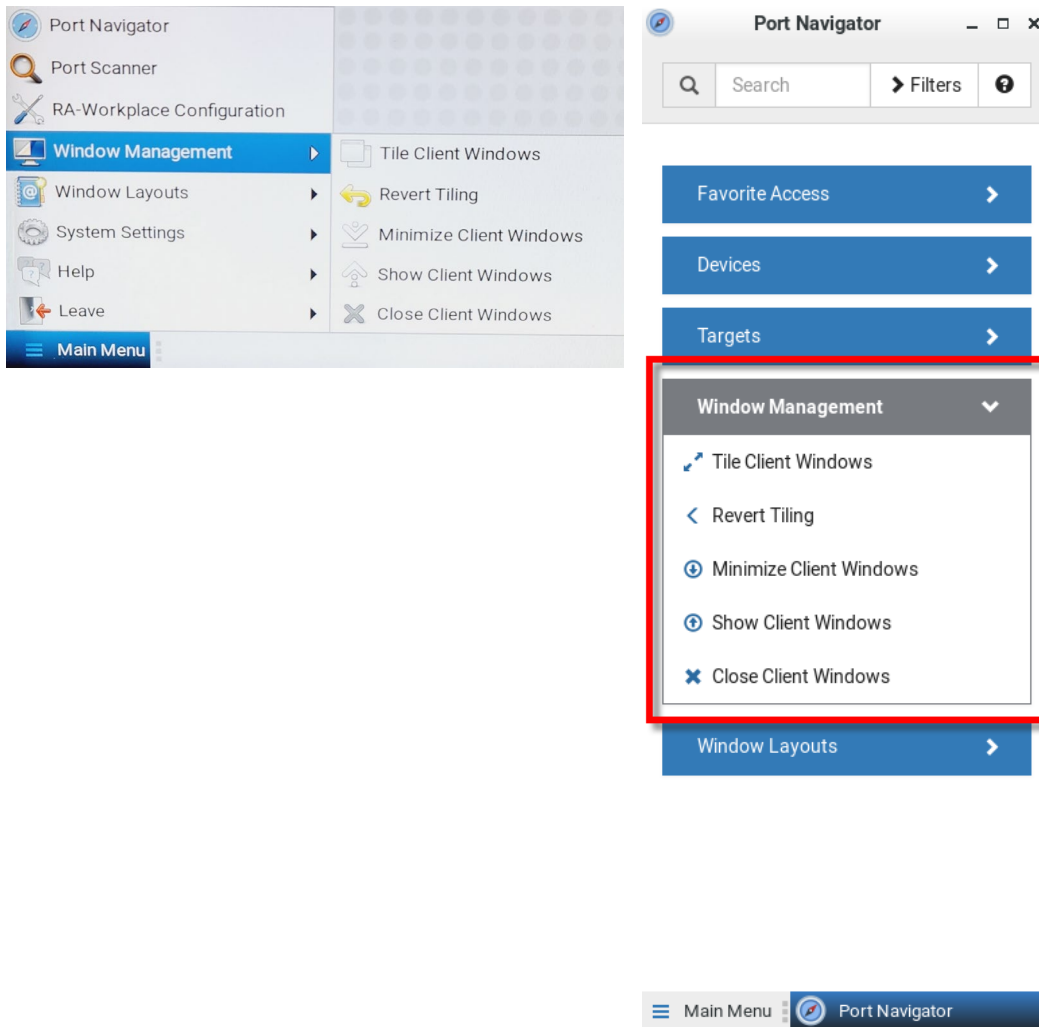 Port Navigator
Port Scanner
RA-Workplace Configuration
Window Management
Window Layouts
System Settings
Help
Leave
Main Menu
Tile Client Windows
Revert Tiling
Minimize Client Windows
Show Client Windows
Close Client Windows
Port Navigator
Search
Filters
Favorite Access
Devices
Targets
Window Management
Tile Client Windows
Revert Tiling
Minimize Client Windows
Show Client Windows
Close Client Windows
Window Layouts
Main Menu
Port Navigator